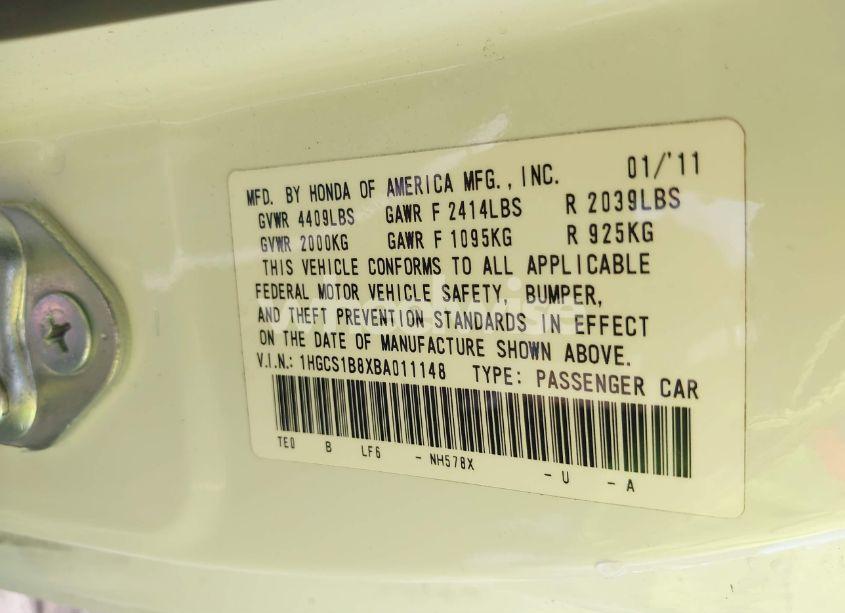 MFD. BY HONDA OF AMERICA MFG., INC. 01/'11
GVWR 4409LBS GAWR F 2414LBS R 2039LBS
GVWR 2000KG GAWR F 1095KG R 925KG
THIS VEHICLE CONFORMS TO ALL APPLICABLE
FEDERAL MOTOR VEHICLE SAFETY, BUMPER,
AND THEFT PREVENTION STANDARDS IN EFFECT
ON THE DATE OF MANUFACTURE SHOWN ABOVE.
V.I.N.: 1HGCS1B8XBA011148 TYPE: PASSENGER CAR
TE0 B LF6 - NH578X - U - A